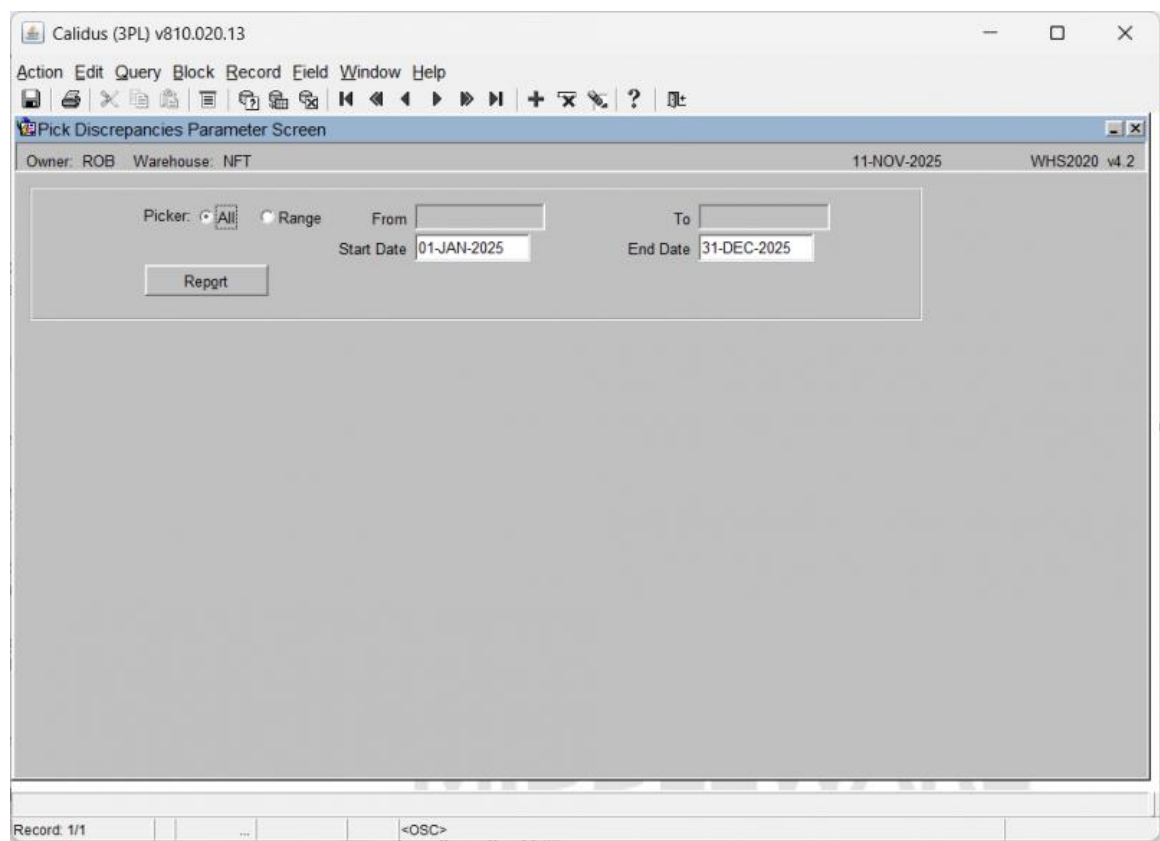 Calidus (3PL) v810.020.13
Action Edit Query Block Record Field Window Help
Pick Discrepancies Parameter Screen
Owner: ROB Warehouse: NFT 11-NOV-2025 WHS2020 v4.2
Picker: All Range From To
Start Date 01-JAN-2025 End Date 31-DEC-2025
Report
MIDDLEWARE
Record: 1/1 ... <OSC>